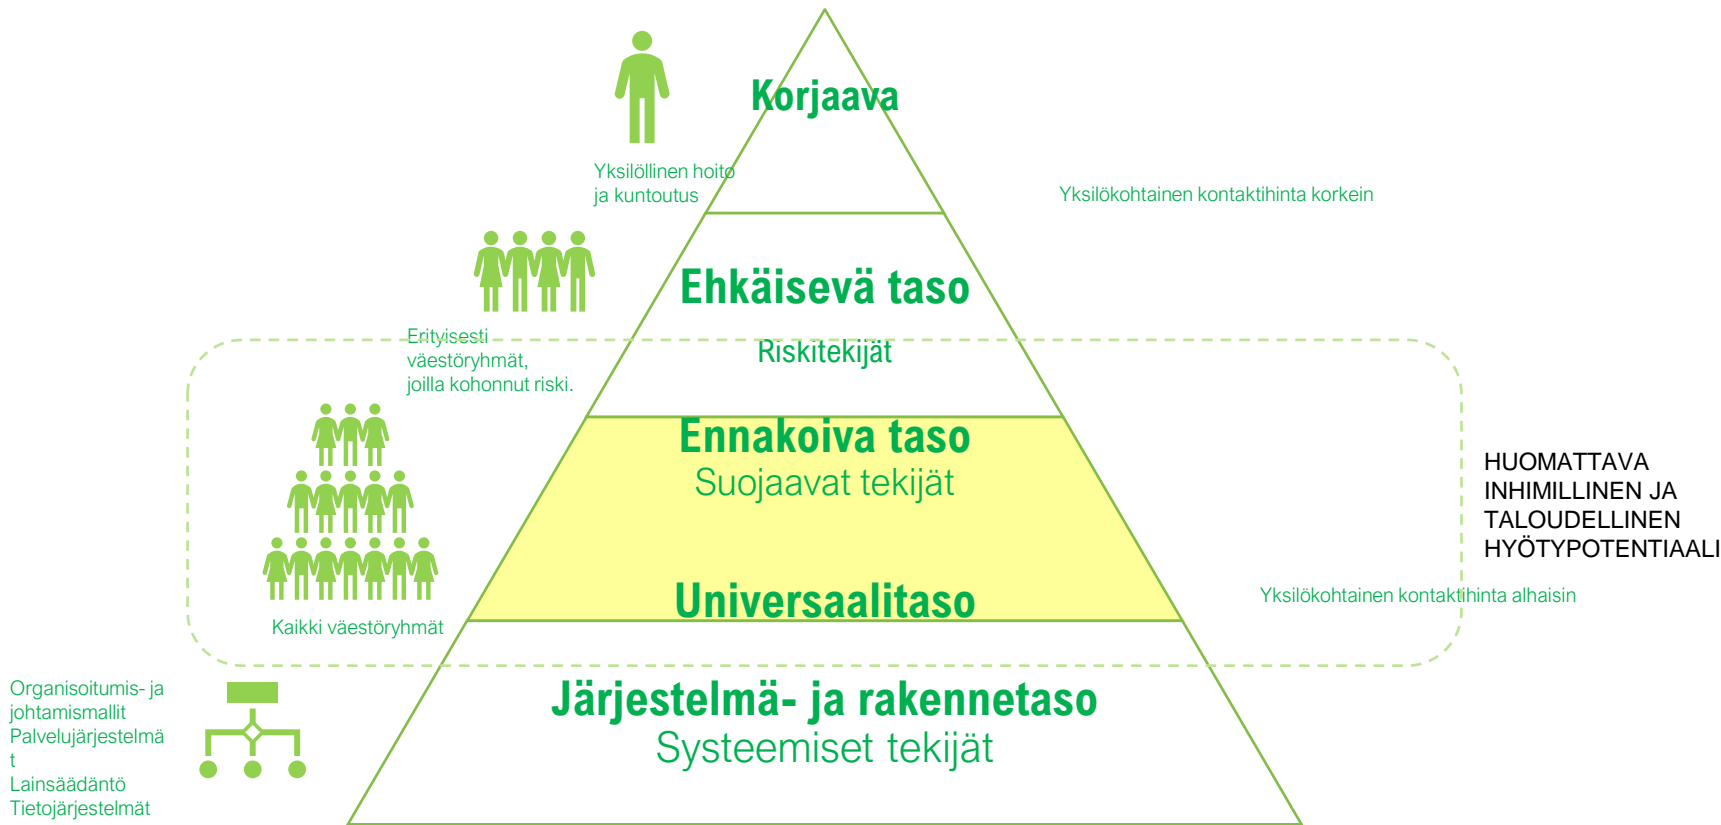 Korjaava
Yksilöllinen hoito
ja kuntoutus
Yksilökohtainen kontaktihinta korkein
Ehkäisevä taso
Riskitekijät
Erityisesti
väestöryhmät,
joilla kohonnut riski.
Ennakoiva taso
Suojaavat tekijät
HUOMATTAVA
INHIMILLINEN JA
TALOUDELLINEN
HYÖTYPOTENTIAALI
Universaalitaso
Yksilökohtainen kontaktihinta alhaisin
Kaikki väestöryhmät
Järjestelmä- ja rakennetaso
Systeemiset tekijät
Organisoitumis- ja
johtamismallit
Palvelujärjestelmä
t
Lainsäädäntö
Tietojärjestelmät